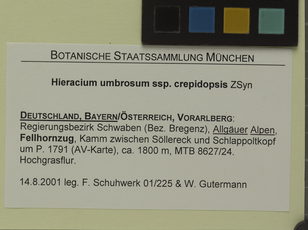 BOTANISCHE STAATSSAMMLUNG MÜNCHEN
Hieracium umbrosum ssp. crepidopsis ZSyn
DEUTSCHLAND, BAYERN/ÖSTERREICH, VORARLBERG:
Regierungsbezirk Schwaben (Bez. Bregenz), Allgäuer Alpen,
Fellhornzug, Kamm zwischen Söllereck und Schlappoltkopf
um P. 1791 (AV-Karte), ca. 1800 m, MTB 8627/24.
Hochgrasflur.
14.8.2001 leg. F. Schuhwerk 01/225 & W. Gutermann